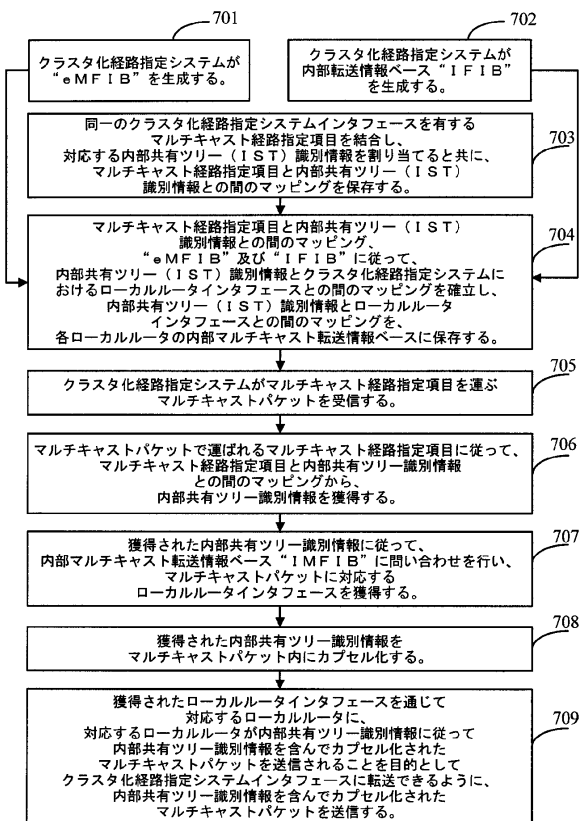 701
クラスタ化経路指定システムが
“eMFIB”を生成する。
702
クラスタ化経路指定システムが
内部転送情報ベース“IFIB”
を生成する。
同一のクラスタ化経路指定システムインタフェースを有する
マルチキャスト経路指定項目を結合し、
対応する内部共有ツリー(IST)識別情報を割り当てると共に、
マルチキャスト経路指定項目と内部共有ツリー(IST)
識別情報との間のマッピングを保存する。
703
マルチキャスト経路指定項目と内部共有ツリー(IST)
識別情報との間のマッピング、
“eMFIB”及び“IFIB”に従って、
内部共有ツリー(IST)識別情報とクラスタ化経路指定システムに
おけるローカルルータインタフェースとの間のマッピングを確立し、
内部共有ツリー(IST)識別情報とローカルルータ
インタフェースとの間のマッピングを、
各ローカルルータの内部マルチキャスト転送情報ベースに保存する。
704
クラスタ化経路指定システムがマルチキャスト経路指定項目を運ぶ
マルチキャストパケットを受信する。
705
マルチキャストパケットで運ばれるマルチキャスト経路指定項目に従って、
マルチキャスト経路指定項目と内部共有ツリー識別情報
との間のマッピングから、
内部共有ツリー識別情報を獲得する。
706
獲得された内部共有ツリー識別情報に従って、
内部マルチキャスト転送情報ベース“IMFIB”に問い合わせを行い、
マルチキャストパケットに対応する
ローカルルータインタフェースを獲得する。
707
獲得された内部共有ツリー識別情報を
マルチキャストパケット内にカプセル化する。
708
獲得されたローカルルータインタフェースを通じて
対応するローカルルータに、
対応するローカルルータが内部共有ツリー識別情報に従って
内部共有ツリー識別情報を含んでカプセル化された
マルチキャストパケットを送信されることを目的として
クラスタ化経路指定システムインタフェースに転送できるように、
内部共有ツリー識別情報を含んでカプセル化された
マルチキャストパケットを送信する。
709